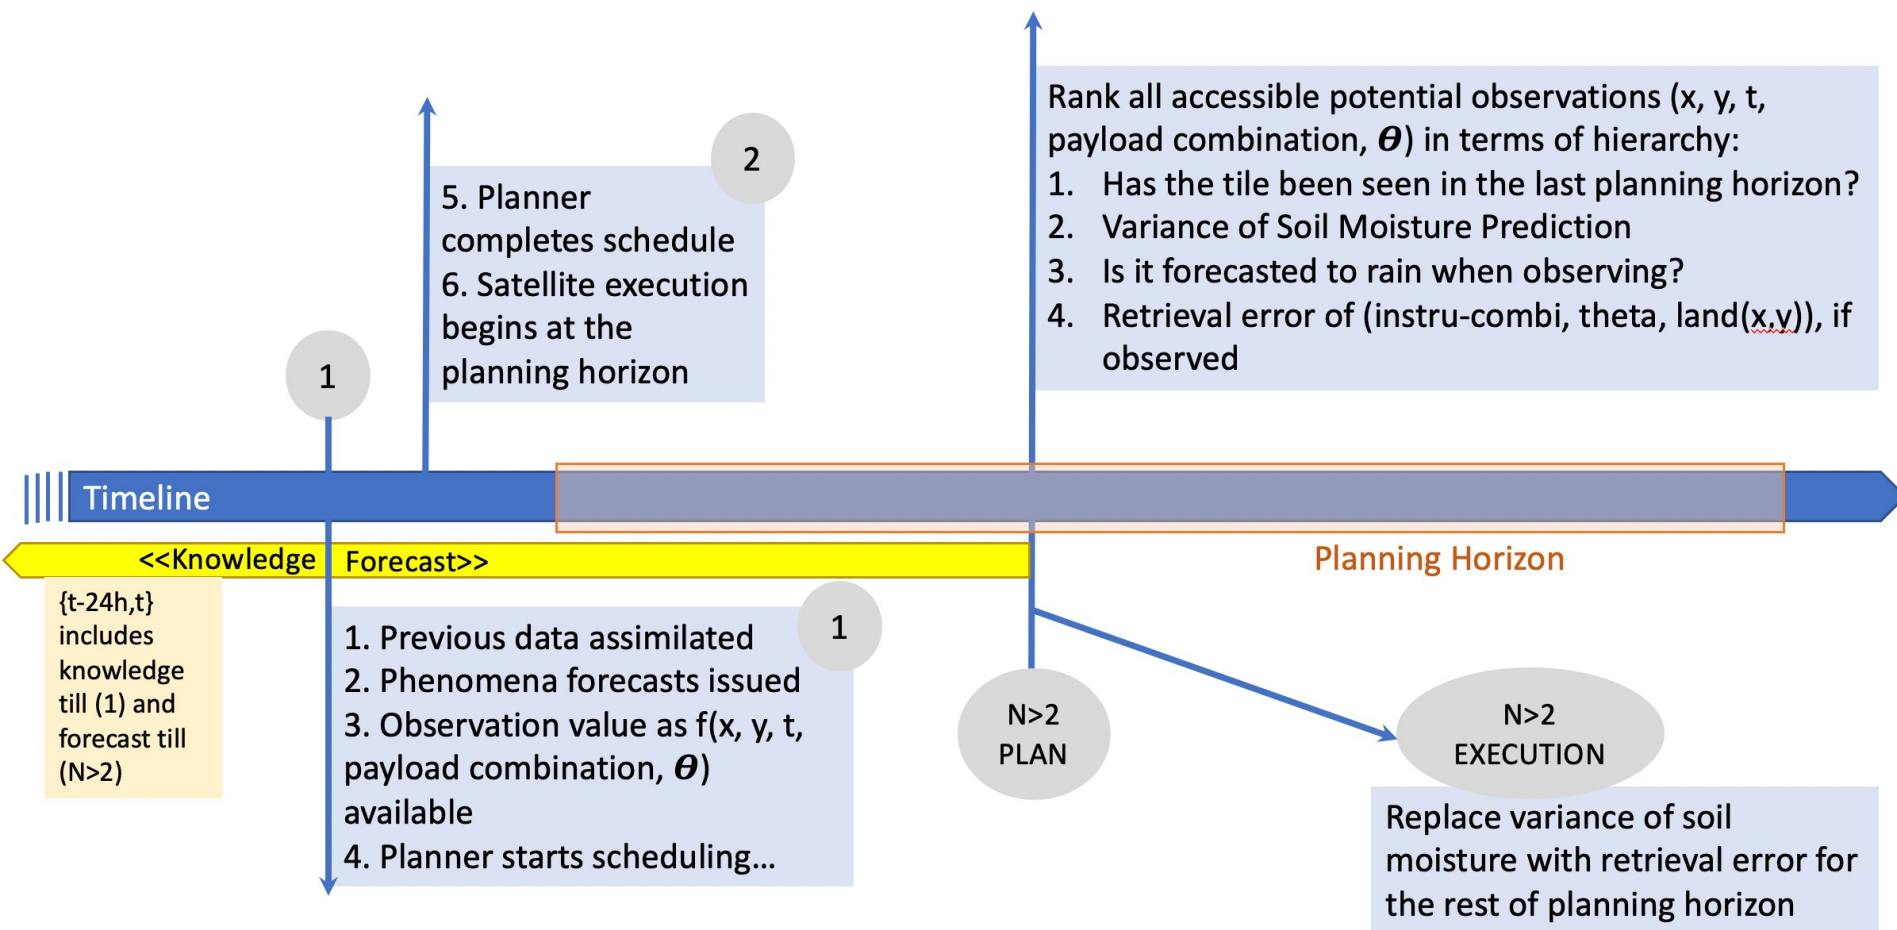 2
5. Planner
completes schedule
6. Satellite execution
begins at the
planning horizon
Rank all accessible potential observations (x, y, t,
payload combination, 𝜽) in terms of hierarchy:
1. Has the tile been seen in the last planning horizon?
2. Variance of Soil Moisture Prediction
3. Is it forecasted to rain when observing?
4. Retrieval error of (instru-combi, theta, land(x,y)), if
observed
1
Timeline
<<Knowledge
Forecast>>
Planning Horizon
{t-24h,t}
includes
knowledge
till (1) and
forecast till
(N>2)
1
1. Previous data assimilated
2. Phenomena forecasts issued
3. Observation value as f(x, y, t,
payload combination, 𝜽)
available
4. Planner starts scheduling...
N>2
PLAN
N>2
EXECUTION
Replace variance of soil
moisture with retrieval error for
the rest of planning horizon